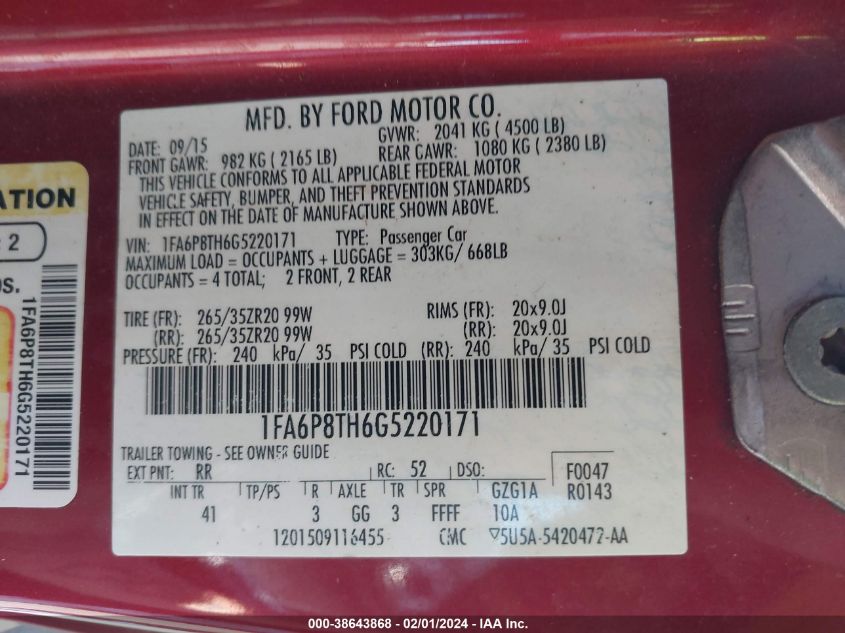 MFD. BY FORD MOTOR CO.
DATE: 09/15
GVWR: 2041 KG ( 4500 LB)
FRONT GAWR: 982 KG ( 2165 LB)
REAR GAWR: 1080 KG ( 2380 LB)
THIS VEHICLE CONFORMS TO ALL APPLICABLE FEDERAL MOTOR
VEHICLE SAFETY, BUMPER, AND THEFT PREVENTION STANDARDS
IN EFFECT ON THE DATE OF MANUFACTURE SHOWN ABOVE.
VIN: 1FA6P8TH6G5220171 TYPE: Passenger Car
MAXIMUM LOAD = OCCUPANTS + LUGGAGE = 303KG/ 668LB
OCCUPANTS = 4 TOTAL; 2 FRONT, 2 REAR
TIRE (FR): 265/35ZR20 99W RIMS (FR): 20x9.0J
(RR): 265/35ZR20 99W (RR): 20x9.0J
PRESSURE (FR): 240 kPa/ 35 PSI COLD (RR): 240 kPa/ 35 PSI COLD
1FA6P8TH6G5220171
TRAILER TOWING - SEE OWNER GUIDE
EXT PNT: RR RC: 52 DSO: F0047
INT TR TP/PS R AXLE TR SPR GZG1A R0143
41 3 GG 3 FFFF 10A
1201509116455 CMC 5U5A-5420472-AA
ATION
: 2
OS.
1FA6P8TH6G5220171
000-38643868 - 02/01/2024 - IAA Inc.